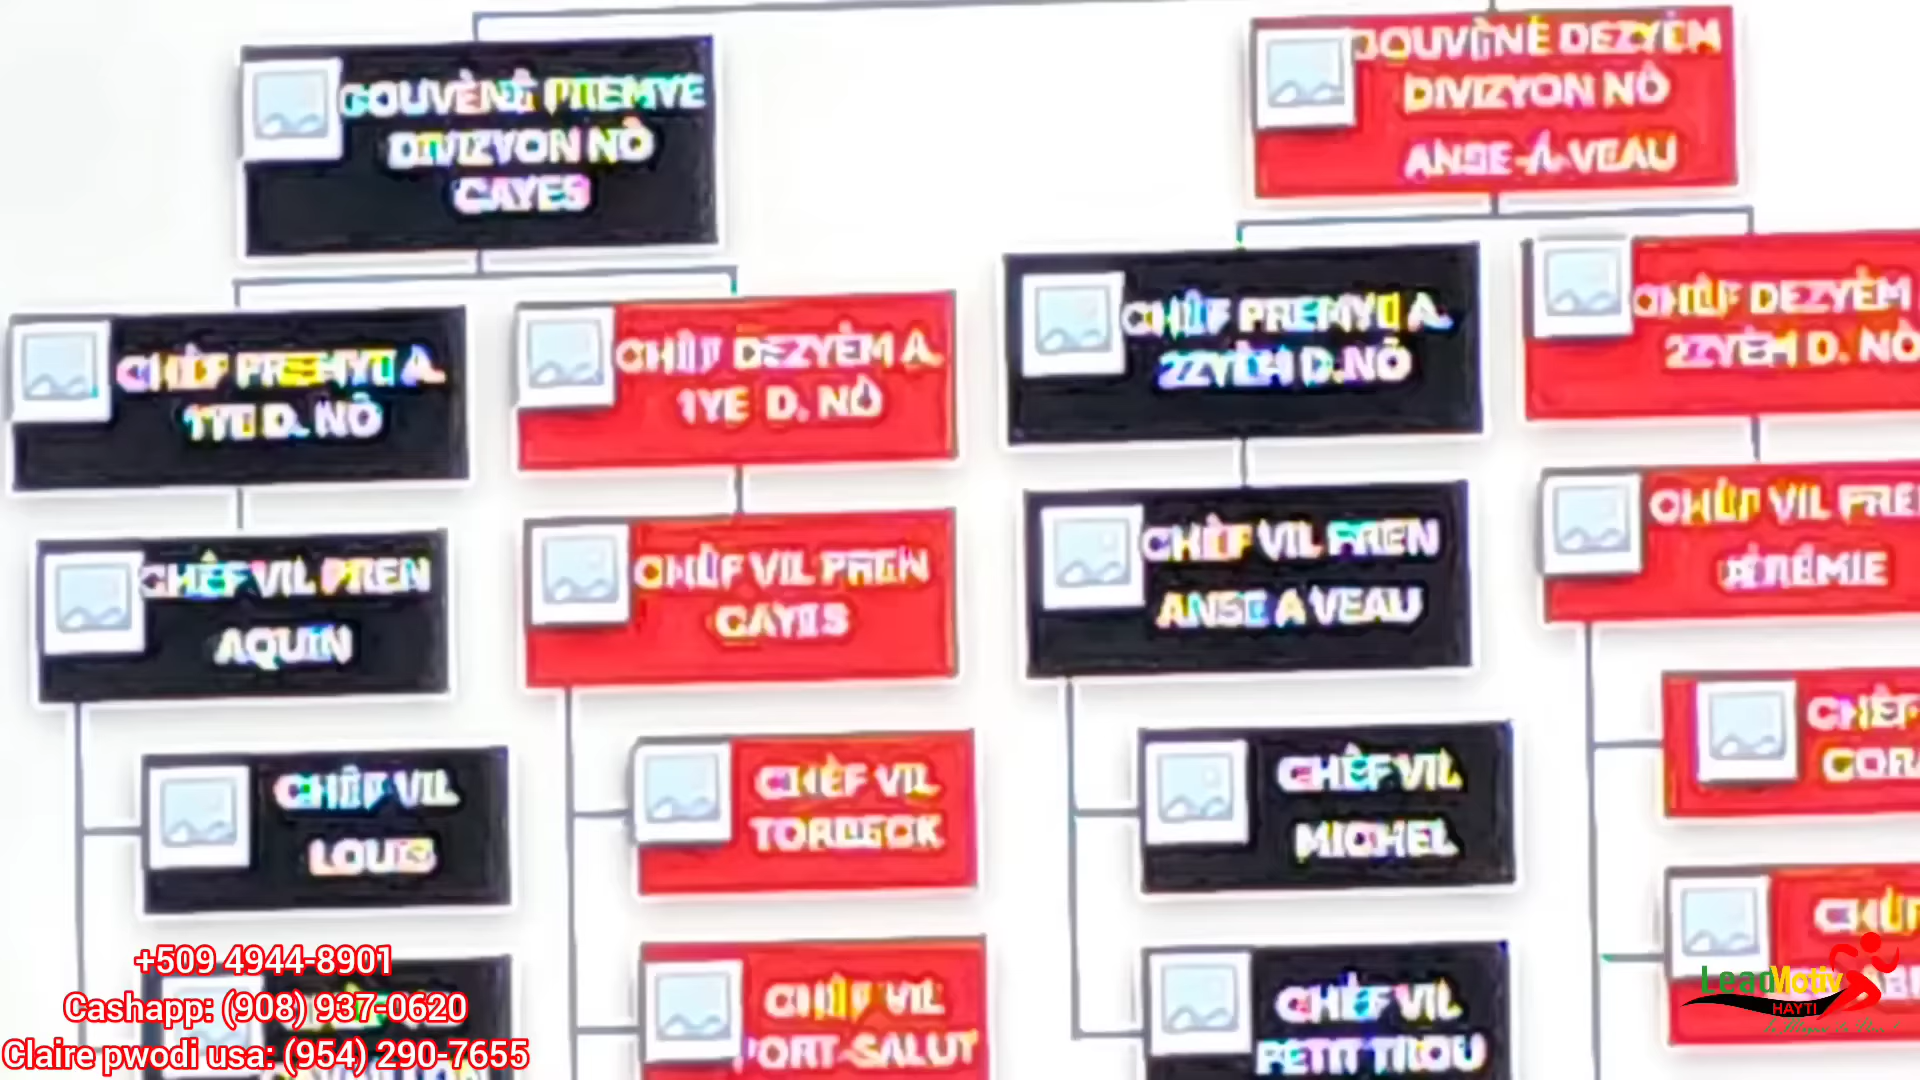 GOUVÈNÈ PREMYE
DIVIZYON NÒ
CAYES
GOUVÈNÈ DEZYÈM
DIVIZYON NÒ
ANSE-À-VEAU
CHÈF PREMYE A.
1YE D. NÒ
CHÈF DEZYÈM A.
1YE D. NÒ
CHÈF PREMYE A.
2ZYÈM D.NÒ
CHÈF DEZYÈM
2ZYÈM D. NÒ
CHÈF VIL PREN
AQUIN
CHÈF VIL PREN
CAYES
CHÈF VIL PREN
ANSE A VEAU
CHÈF VIL
JÉRÉMIE
CHÈF VIL
LOUIS
CHÈF VIL
TORBECK
CHÈF VIL
MICHEL
CHÈF
CHÈF VIL
PORT-SALUT
CHÈF VIL
PETIT TROU
+509 4944-8901
Cashapp: (908) 937-0620
Claire pwodi usa: (954) 290-7655
LeadMotiv
HAYTI